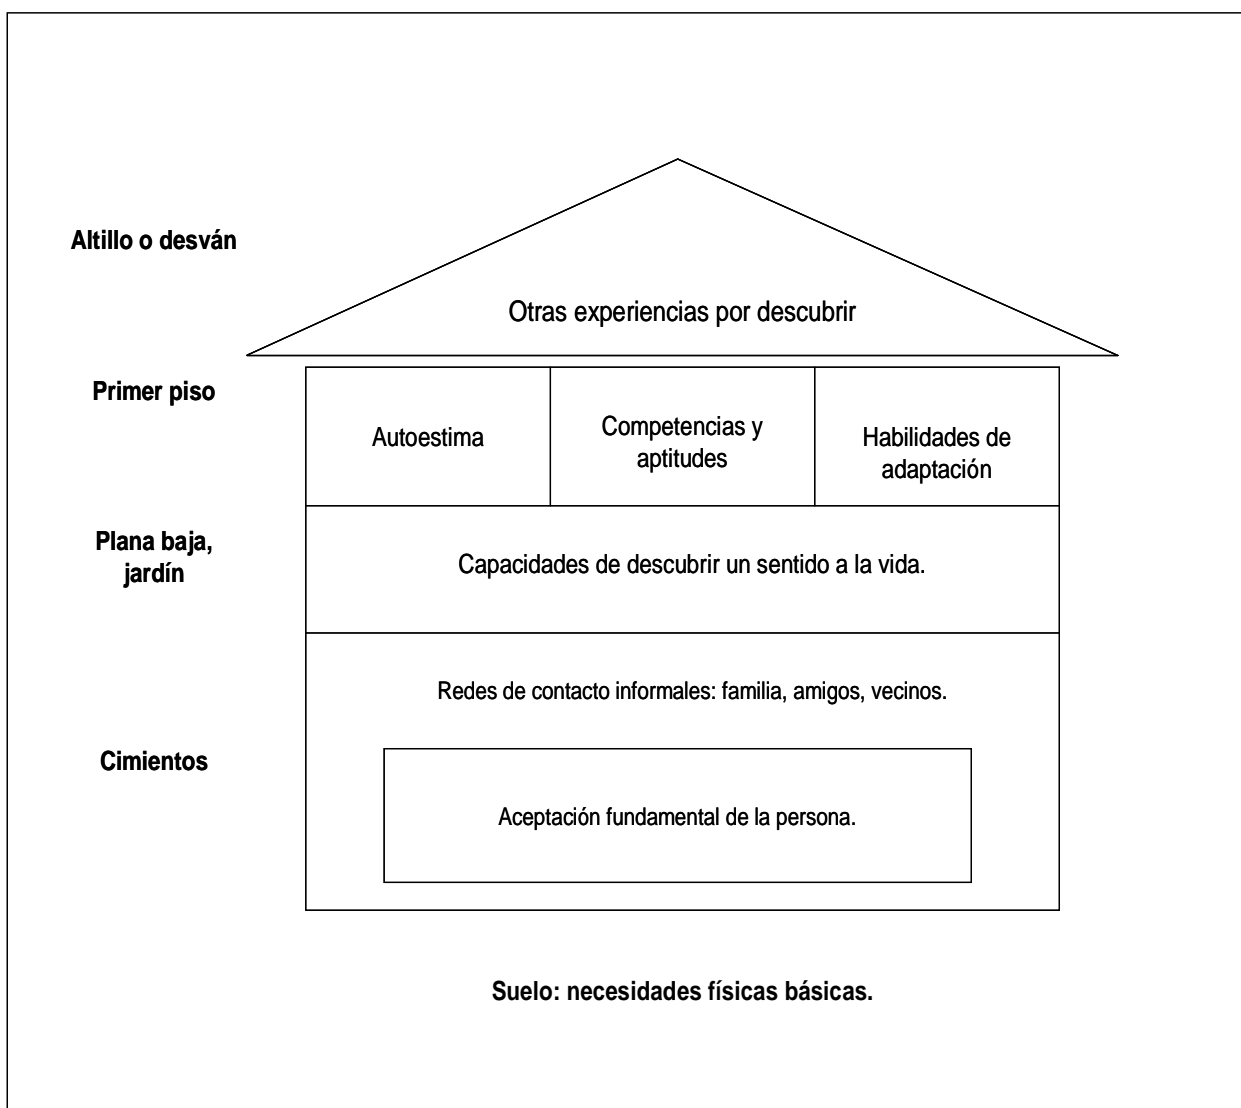 Altillo o desván
Otras experiencias por descubrir
Primer piso
Autoestima
Competencias y
aptitudes
Habilidades de
adaptación
Plana baja,
jardín
Capacidades de descubrir un sentido a la vida.
Redes de contacto informales: familia, amigos, vecinos.
Cimientos
Aceptación fundamental de la persona.
Suelo: necesidades físicas básicas.